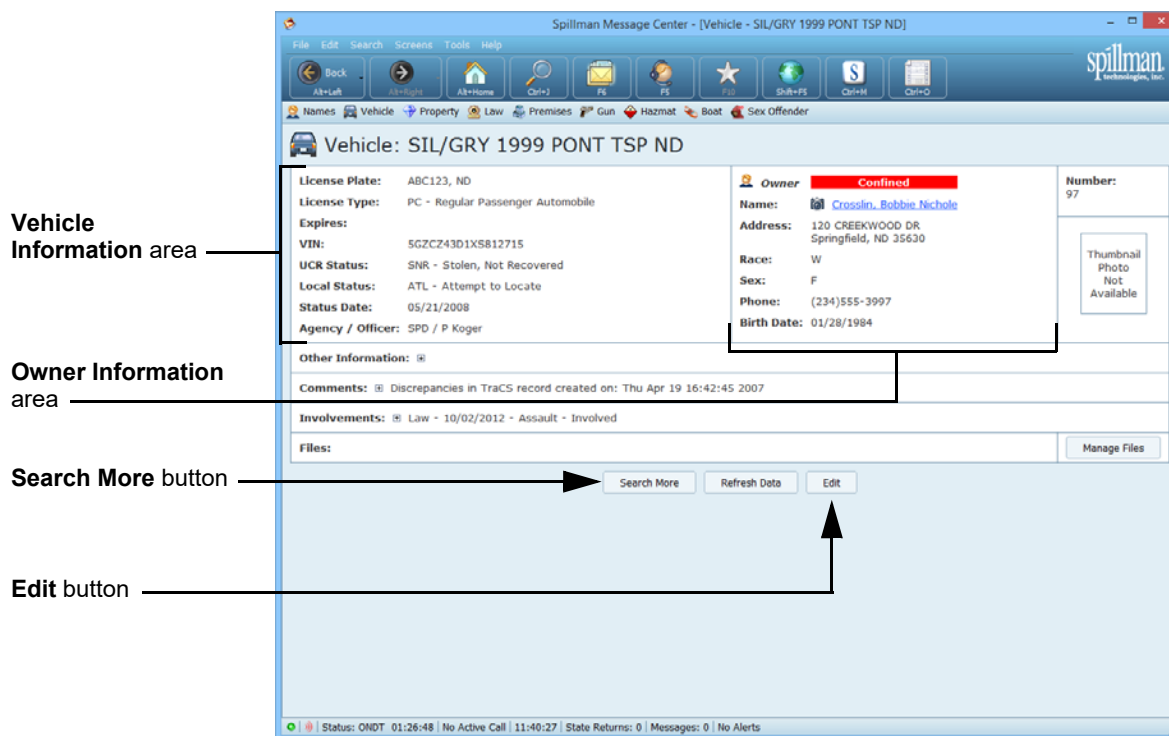 Spillman Message Center - [Vehicle - SIL/GRY 1999 PONT TSP ND]
File Edit Search Screens Tools Help
spillman
technologies, inc.
Back
Alt+Left
Alt+Right
Alt+Home
Ctrl+J
F6
F5
F10
Shift+F5
S
Ctrl+M
Ctrl+O
Names Vehicle Property Law Premises Gun Hazmat Boat Sex Offender
Vehicle: SIL/GRY 1999 PONT TSP ND
License Plate: ABC123, ND
License Type: PC - Regular Passenger Automobile
Expires:
VIN: 5GZCZ43D1XS812715
UCR Status: SNR - Stolen, Not Recovered
Local Status: ATL - Attempt to Locate
Status Date: 05/21/2008
Agency / Officer: SPD / P Koger
Owner Confined
Name: Crosslin, Bobbie Nichole
Address: 120 CREEKWOOD DR
Springfield, ND 35630
Race: W
Sex: F
Phone: (234)555-3997
Birth Date: 01/28/1984
Number:
97
Thumbnail
Photo
Not
Available
Other Information:
Comments: Discrepancies in TraCS record created on: Thu Apr 19 16:42:45 2007
Involvements: Law - 10/02/2012 - Assault - Involved
Files:
Manage Files
Search More
Refresh Data
Edit
Status: ONDT 01:26:48 No Active Call 11:40:27 State Returns: 0 Messages: 0 No Alerts
Vehicle
Information area
Owner Information
area
Search More button
Edit button